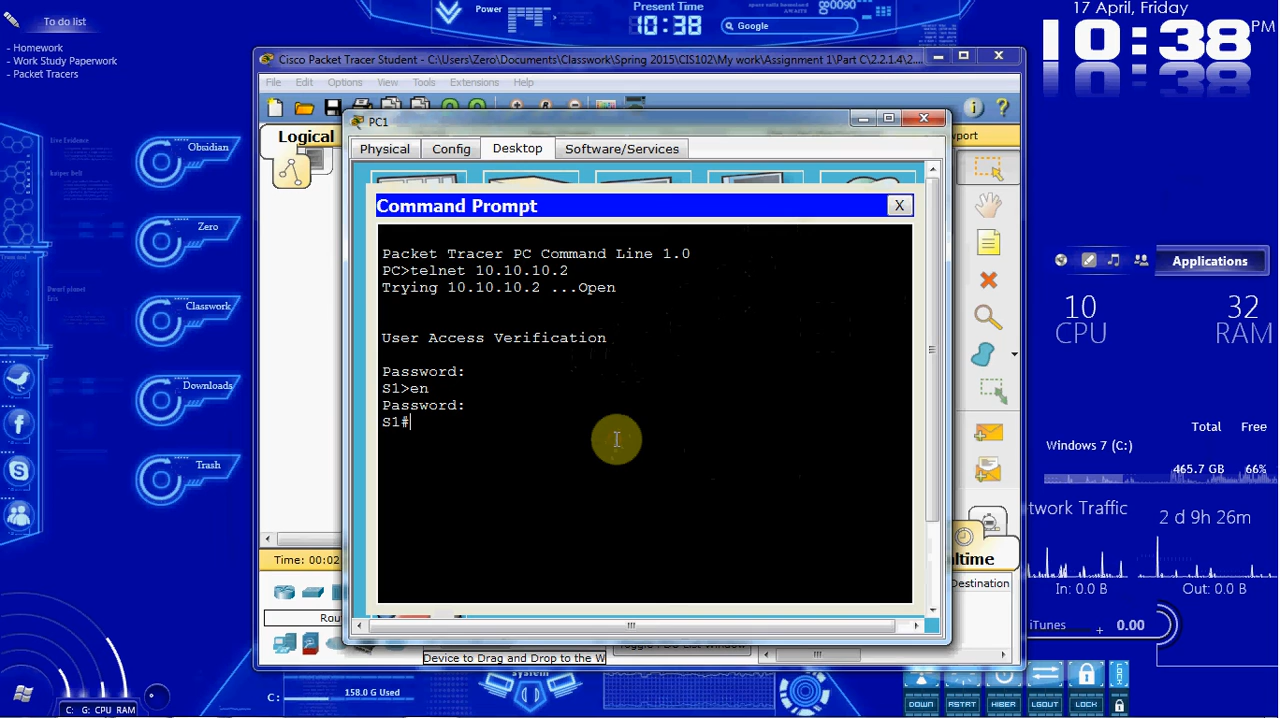 To do list
- Homework
- Work Study Paperwork
- Packet Tracers
Power
Present Time
10:38
Google
17 April, Friday
10:38 PM
Cisco Packet Tracer Student - C:\Users\Zero\Documents\Classwork\Spring 2015\CIS102\My work\Assignment 1\Part C\2.2.1.4\2....
File Edit Options View Tools Extensions Help
Logical
PC1
Physical Config Desktop Software/Services
Command Prompt
X
Packet Tracer PC Command Line 1.0
PC>telnet 10.10.10.2
Trying 10.10.10.2 ...Open
User Access Verification
Password:
S1>en
Password:
S1#
Obsidian
Zero
Classwork
Downloads
Trash
Applications
10
CPU
32
RAM
Total Free
Windows 7 (C:)
465.7 GB 66%
twork Traffic
2 d 9h 26m
In: 0.0 B Out: 0.0 B
iTunes
+
0.00
Time: 00:02
ltime
Destination
Rou
Device to Drag and Drop to the W
C: G: CPU RAM
C:
158.0 G Used
DOWN RSTRT HIBER LGOUT LOCK